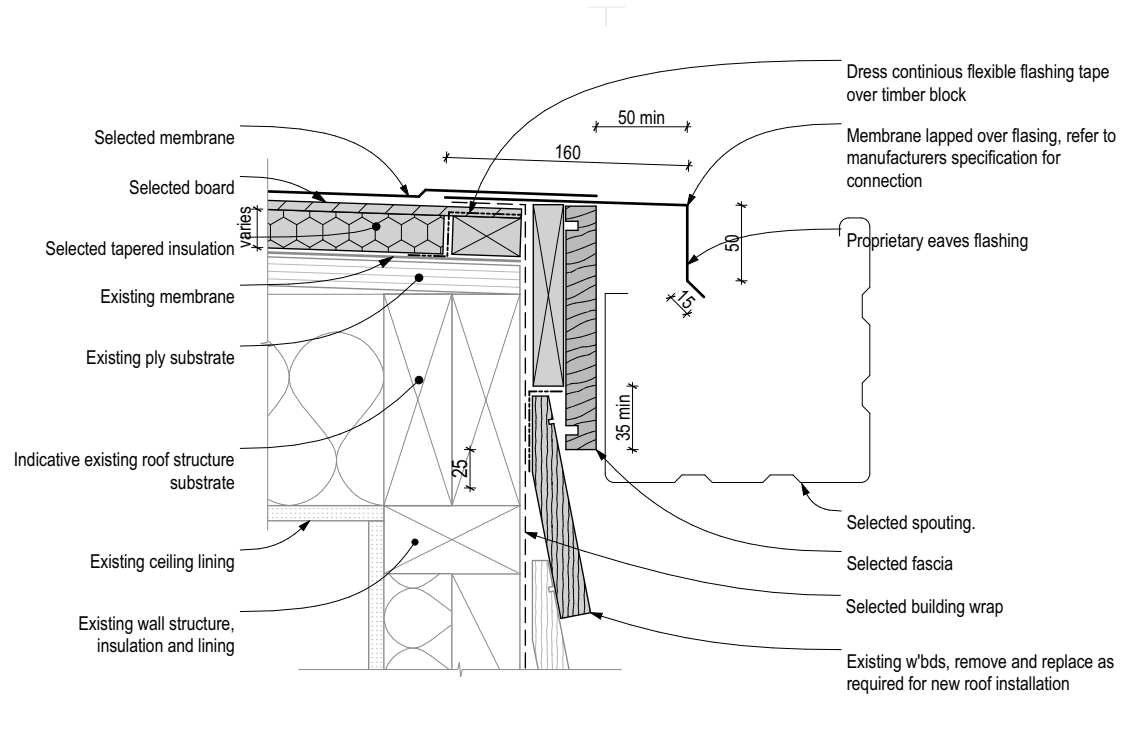 Dress continious flexible flashing tape
over timber block
50 min
Selected membrane
Membrane lapped over flasing, refer to
manufacturers specification for
connection
160
Selected board
varies
Selected tapered insulation
50
Proprietary eaves flashing
Existing membrane
15
Existing ply substrate
35 min
Indicative existing roof structure
substrate
25
Selected spouting.
Existing ceiling lining
Selected fascia
Selected building wrap
Existing wall structure,
insulation and lining
Existing w'bds, remove and replace as
required for new roof installation